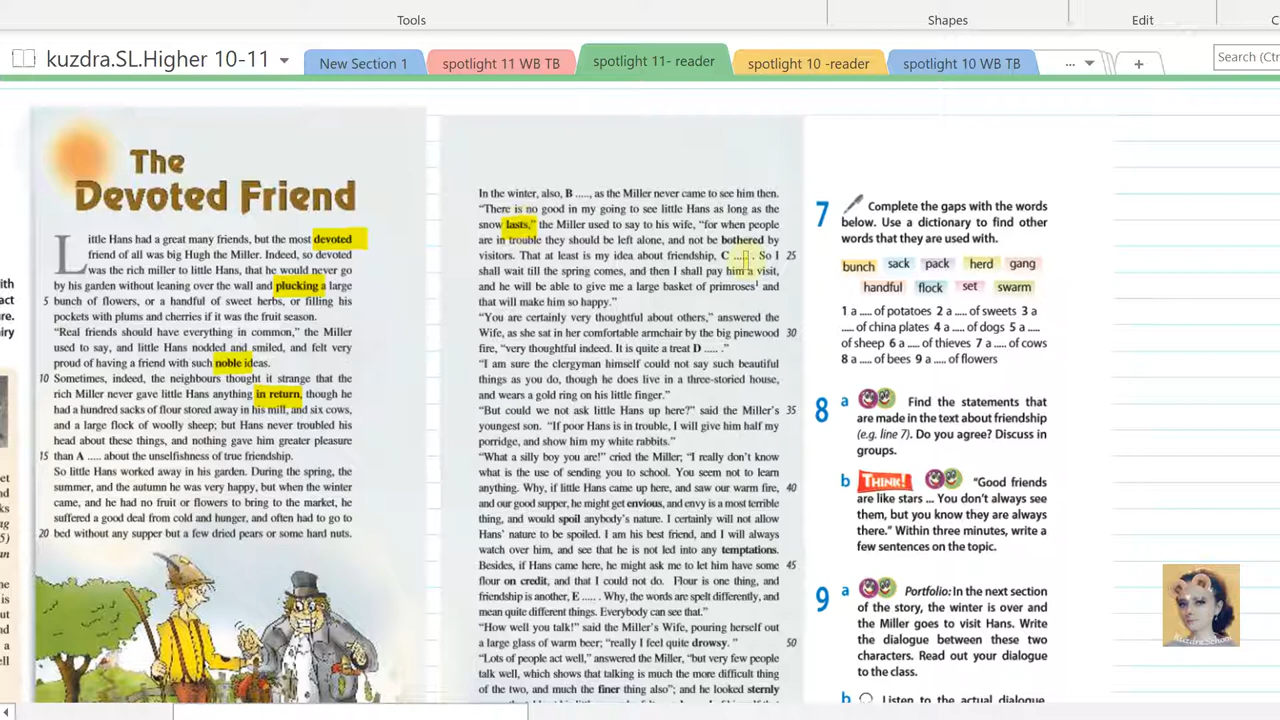 Tools
Shapes
Edit
kuzdra.SL.Higher 10-11
New Section 1
spotlight 11 WB TB
spotlight 11- reader
spotlight 10 -reader
spotlight 10 WB TB
...
+
Search (Ctr
The
Devoted Friend
Little Hans had a great many friends, but the most devoted
friend of all was big Hugh the Miller. Indeed, so devoted
was the rich miller to little Hans, that he would never go
by his garden without leaning over the wall and plucking a large
5 bunch of flowers, or a handful of sweet herbs, or filling his
pockets with plums and cherries if it was the fruit season.
“Real friends should have everything in common,” the Miller
used to say, and little Hans nodded and smiled, and felt very
proud of having a friend with such noble ideas.
10 Sometimes, indeed, the neighbours thought it strange that the
rich Miller never gave little Hans anything in return, though he
had a hundred sacks of flour stored away in his mill, and six cows,
and a large flock of woolly sheep; but Hans never troubled his
head about these things, and nothing gave him greater pleasure
15 than A ..... about the unselfishness of true friendship.
So little Hans worked away in his garden. During the spring, the
summer, and the autumn he was very happy, but when the winter
came, and he had no fruit or flowers to bring to the market, he
suffered a good deal from cold and hunger, and often had to go to
20 bed without any supper but a few dried pears or some hard nuts.
In the winter, also, B ....., as the Miller never came to see him then.
“There is no good in my going to see little Hans as long as the
snow lasts,” the Miller used to say to his wife, “for when people
are in trouble they should be left alone, and not be bothered by
visitors. That at least is my idea about friendship, C ..... . So I 25
shall wait till the spring comes, and then I shall pay him a visit,
and he will be able to give me a large basket of primroses¹ and
that will make him so happy.”
“You are certainly very thoughtful about others,” answered the
Wife, as she sat in her comfortable armchair by the big pinewood 30
fire, “very thoughtful indeed. It is quite a treat D ..... .”
“I am sure the clergyman himself could not say such beautiful
things as you do, though he does live in a three-storied house,
and wears a gold ring on his little finger.”
“But could we not ask little Hans up here?” said the Miller's 35
youngest son. “If poor Hans is in trouble, I will give him half my
porridge, and show him my white rabbits.”
“What a silly boy you are!” cried the Miller; “I really don't know
what is the use of sending you to school. You seem not to learn
anything. Why, if little Hans came up here, and saw our warm fire, 40
and our good supper, he might get envious, and envy is a most terrible
thing, and would spoil anybody's nature. I certainly will not allow
Hans' nature to be spoiled. I am his best friend, and I will always
watch over him, and see that he is not led into any temptations.
Besides, if Hans came here, he might ask me to let him have some 45
flour on credit, and that I could not do. Flour is one thing, and
friendship is another, E ..... . Why, the words are spelt differently, and
mean quite different things. Everybody can see that.”
“How well you talk!” said the Miller's Wife, pouring herself out
a large glass of warm beer; “really I feel quite drowsy. ” 50
“Lots of people act well,” answered the Miller, “but very few people
talk well, which shows that talking is much the more difficult thing
of the two, and much the finer thing also”; and he looked sternly
7 Complete the gaps with the words
below. Use a dictionary to find other
words that they are used with.
bunch sack pack herd gang
handful flock set swarm
1 a ..... of potatoes 2 a ..... of sweets 3 a
..... of china plates 4 a ..... of dogs 5 a .....
of sheep 6 a ..... of thieves 7 a ..... of cows
8 a ..... of bees 9 a ..... of flowers
8 a Find the statements that
are made in the text about friendship
(e.g. line 7). Do you agree? Discuss in
groups.
b THINK! “Good friends
are like stars ... You don't always see
them, but you know they are always
there.” Within three minutes, write a
few sentences on the topic.
9 a Portfolio: In the next section
of the story, the winter is over and
the Miller goes to visit Hans. Write
the dialogue between these two
characters. Read out your dialogue
to the class.
b Listen to the actual dialogue